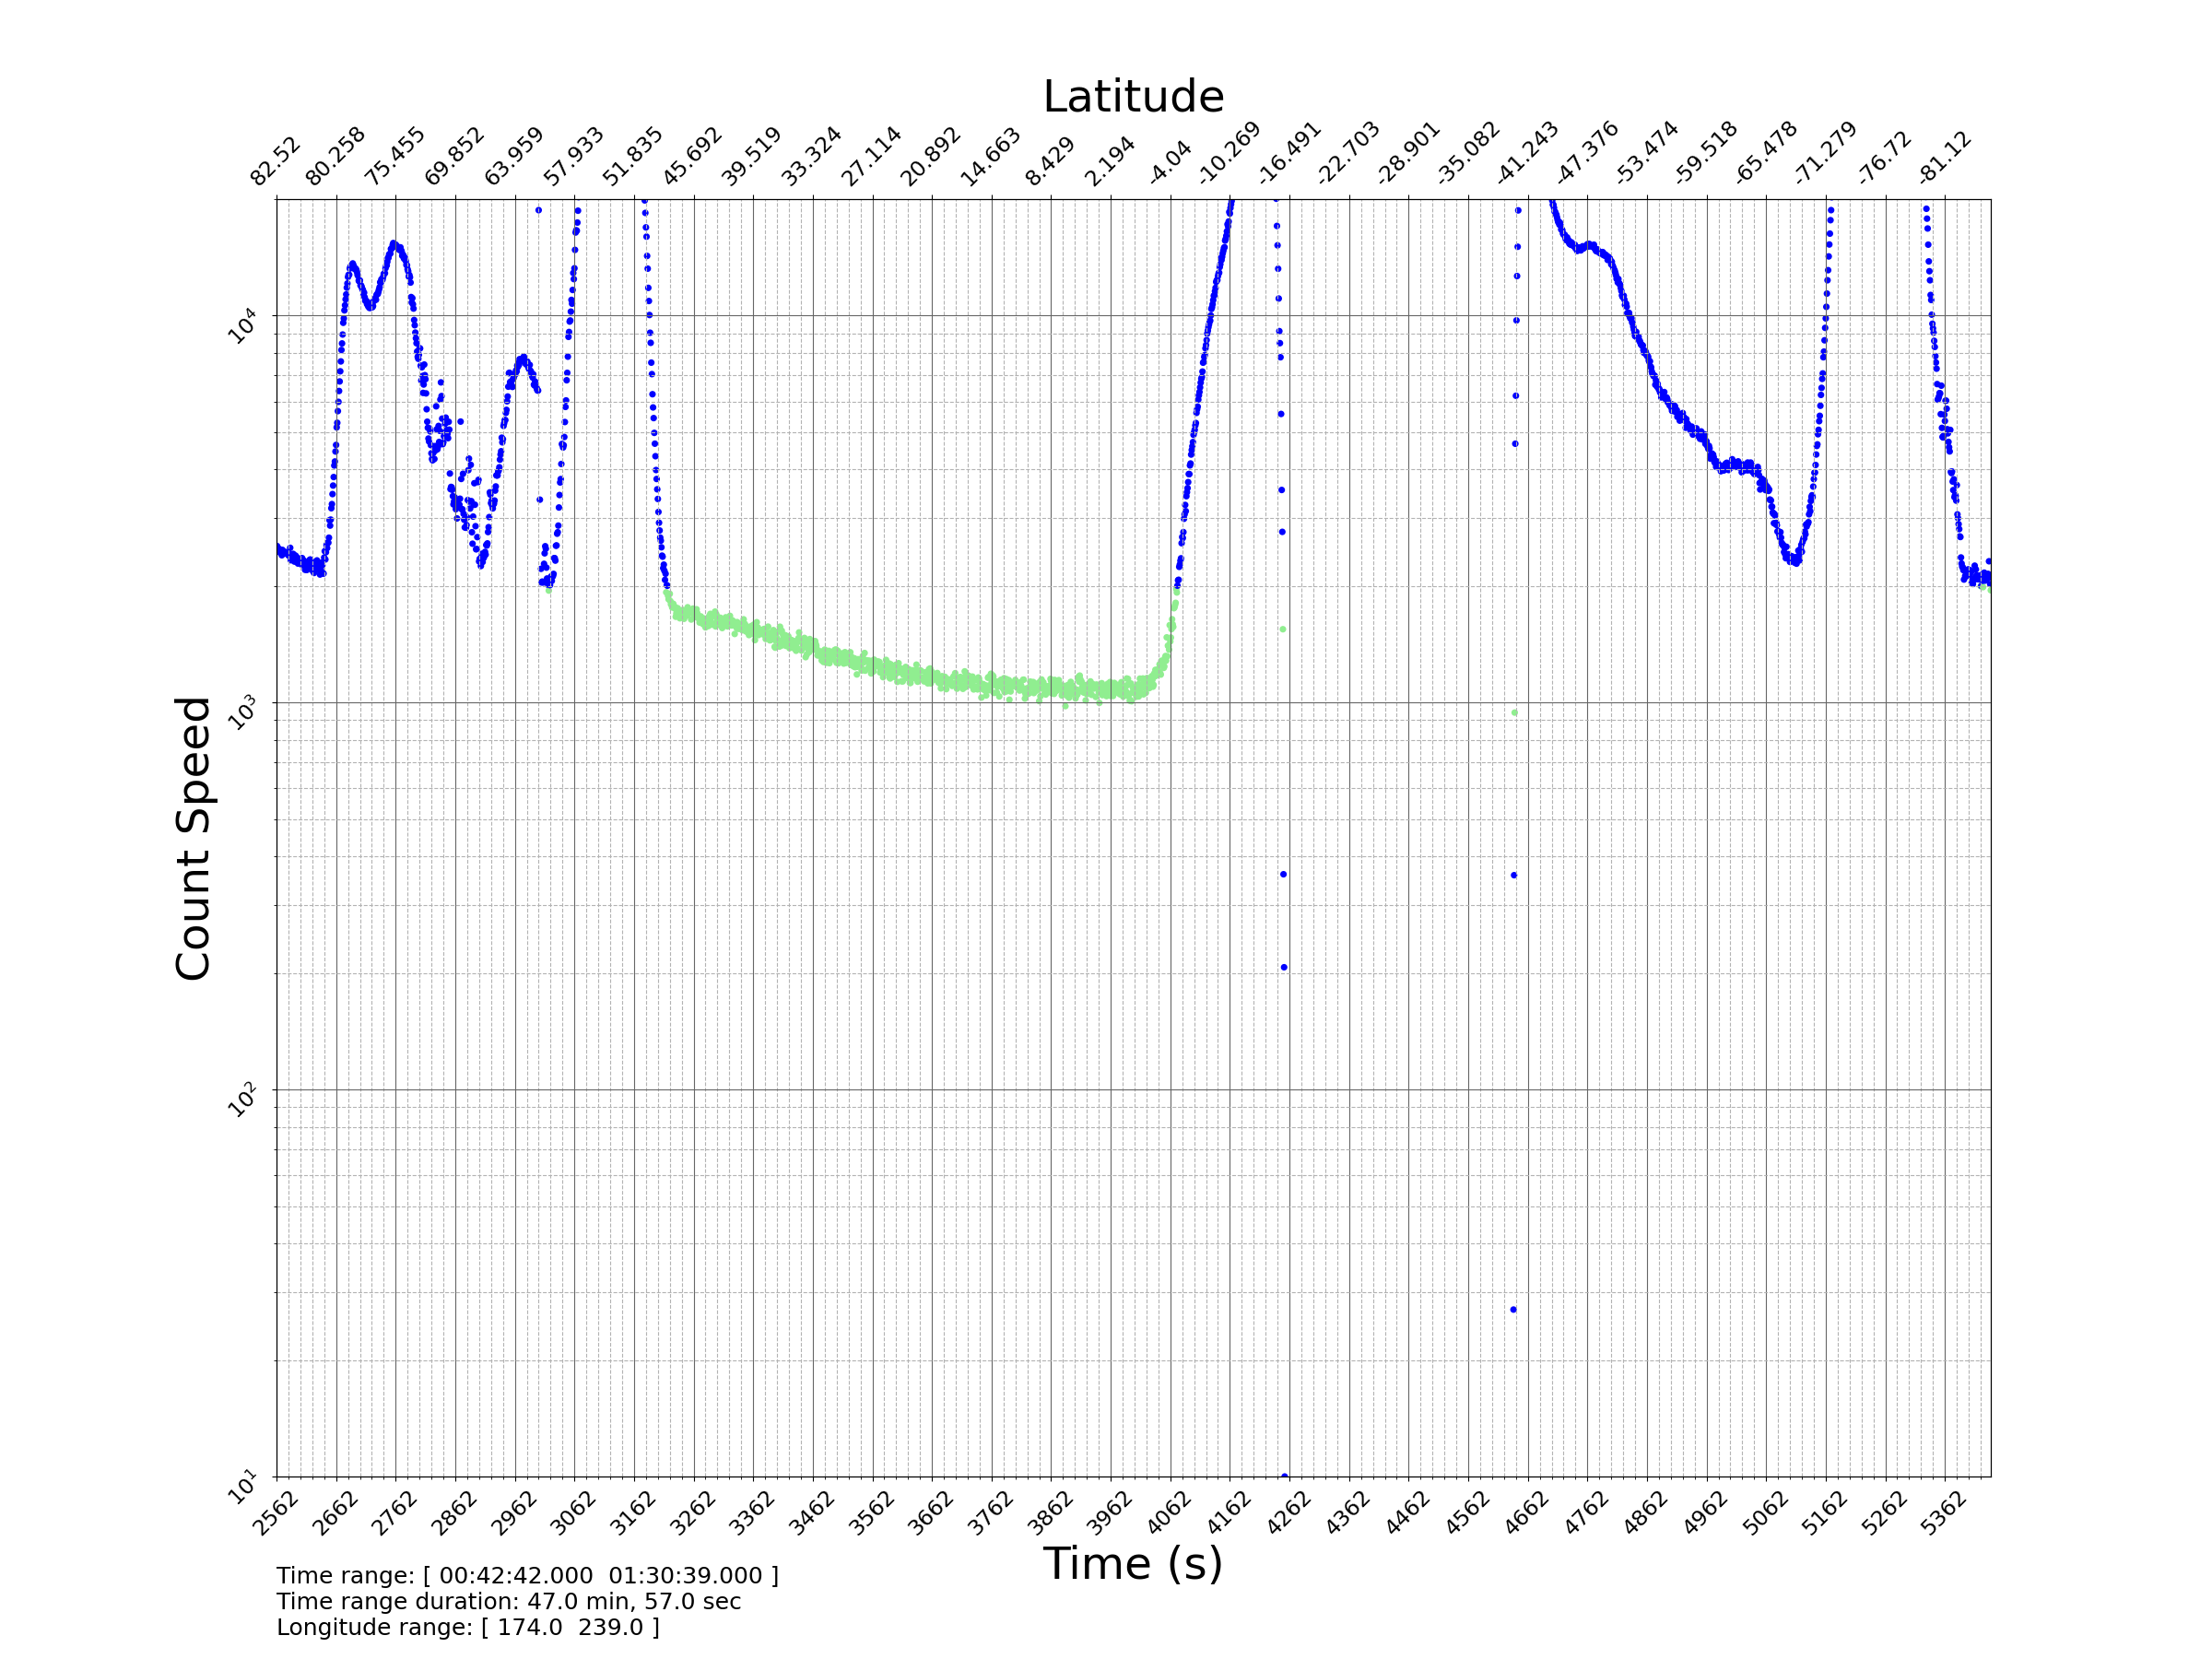 Latitude
82.52 80.258 75.455 69.852 63.959 57.933 51.835 45.692 39.519 33.324 27.114 20.892 14.663 8.429 2.194 -4.04 -10.269 -16.491 -22.703 -28.901 -35.082 -41.243 -47.376 -53.474 -59.518 -65.478 -71.279 -76.72 -81.12
10⁴
10³
Count Speed
10²
10¹
2562 2662 2762 2862 2962 3062 3162 3262 3362 3462 3562 3662 3762 3862 3962 4062 4162 4262 4362 4462 4562 4662 4762 4862 4962 5062 5162 5262 5362
Time (s)
Time range: [ 00:42:42.000  01:30:39.000 ]
Time range duration: 47.0 min, 57.0 sec
Longitude range: [ 174.0  239.0 ]